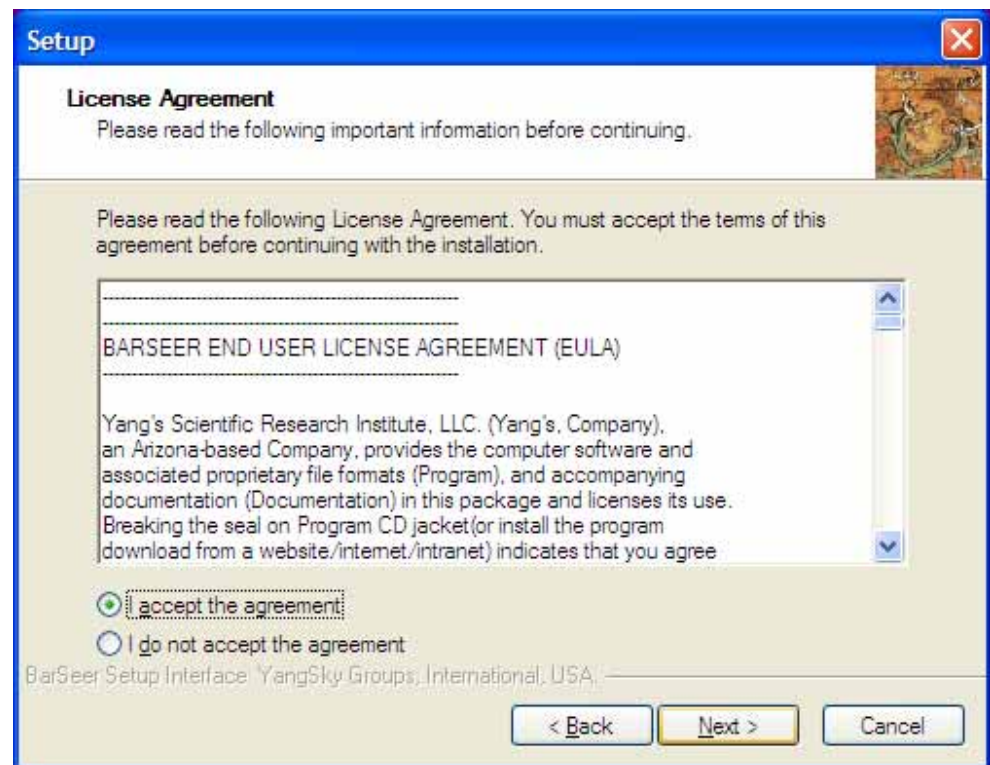 Setup
License Agreement
Please read the following important information before continuing.
Please read the following License Agreement. You must accept the terms of this
agreement before continuing with the installation.
------------------------------------------------------------
------------------------------------------------------------
BARSEER END USER LICENSE AGREEMENT (EULA)
------------------------------------------------------------
Yang's Scientific Research Institute, LLC. (Yang's, Company),
an Arizona-based Company, provides the computer software and
associated proprietary file formats (Program), and accompanying
documentation (Documentation) in this package and licenses its use.
Breaking the seal on Program CD jacket(or install the program
download from a website/internet/intranet) indicates that you agree
I accept the agreement
I do not accept the agreement
BarSeer Setup Interface. YangSky Groups, International, USA.
< Back
Next >
Cancel